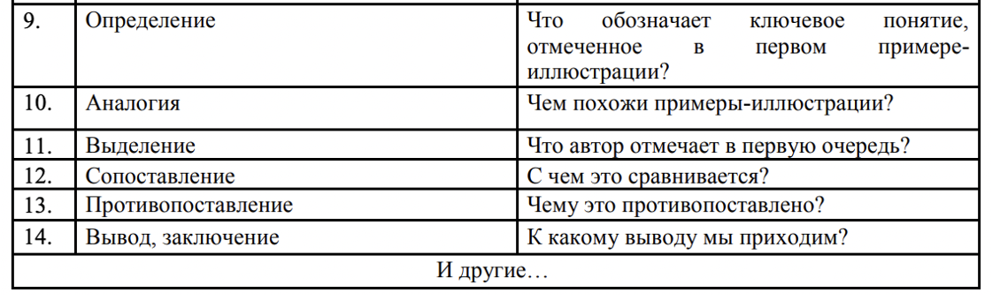 9. Определение Что обозначает ключевое понятие,
отмеченное в первом примере-
иллюстрации?
10. Аналогия Чем похожи примеры-иллюстрации?
11. Выделение Что автор отмечает в первую очередь?
12. Сопоставление С чем это сравнивается?
13. Противопоставление Чему это противопоставлено?
14. Вывод, заключение К какому выводу мы приходим?
И другие…